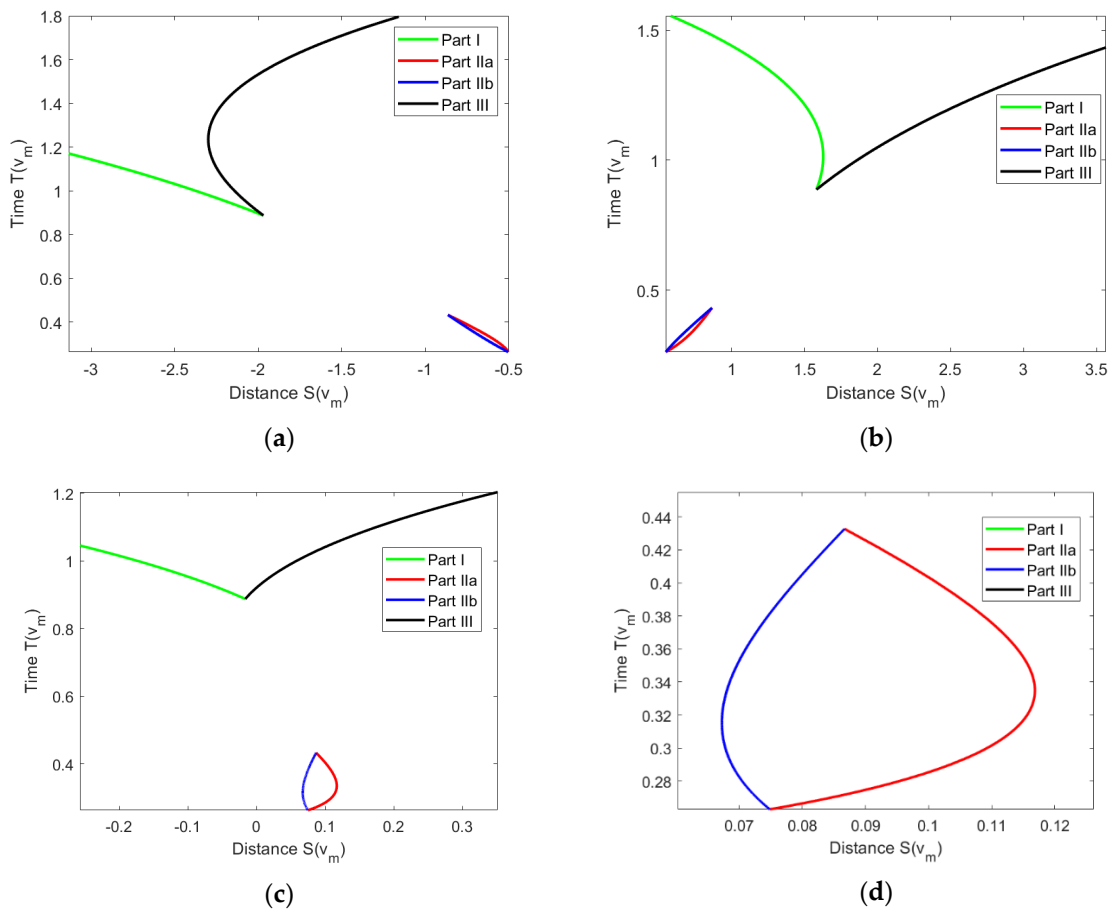 1.8
1.6
1.4
1.2
1
0.8
0.6
0.4
Time T(v_m)
-3 -2.5 -2 -1.5 -1 -0.5
Distance S(v_m)
Part I
Part IIa
Part IIb
Part III
(a)
1.5
1
0.5
Time T(v_m)
1 1.5 2 2.5 3 3.5
Distance S(v_m)
Part I
Part IIa
Part IIb
Part III
(b)
1.2
1
0.8
0.6
0.4
Time T(v_m)
-0.2 -0.1 0 0.1 0.2 0.3
Distance S(v_m)
Part I
Part IIa
Part IIb
Part III
(c)
0.44
0.42
0.4
0.38
0.36
0.34
0.32
0.3
0.28
Time T(v_m)
0.07 0.08 0.09 0.1 0.11 0.12
Distance S(v_m)
Part I
Part IIa
Part IIb
Part III
(d)